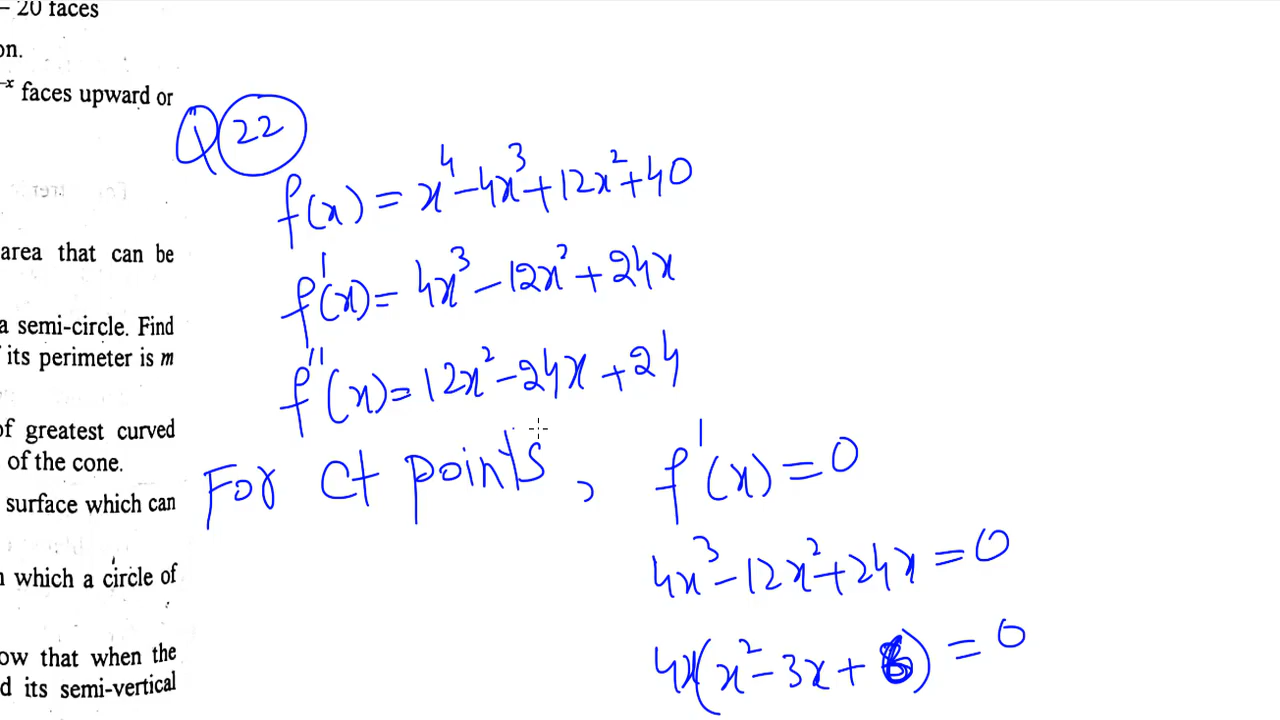 – 20 faces
on.
-x faces upward or
Q 22
f(x) = x⁴ - 4x³ + 12x² + 40
area that can be
f'(x) = 4x³ - 12x² + 24x
a semi-circle. Find
its perimeter is m
f''(x) = 12x² - 24x + 24
of greatest curved
of the cone.
For Ct points, f'(x) = 0
surface which can
4x³ - 12x² + 24x = 0
n which a circle of
4x(x² - 3x + 6) = 0
ow that when the
d its semi-vertical